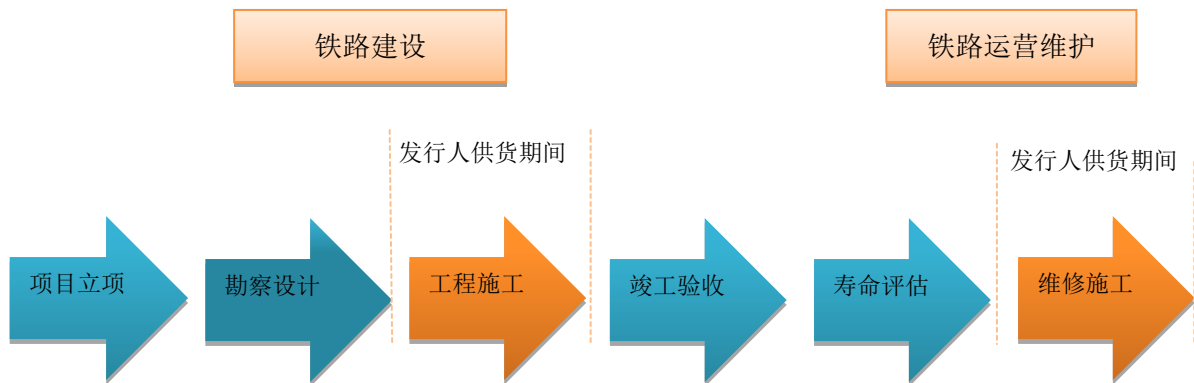 铁路建设
铁路运营维护
发行人供货期间
发行人供货期间
项目立项
勘察设计
工程施工
竣工验收
寿命评估
维修施工